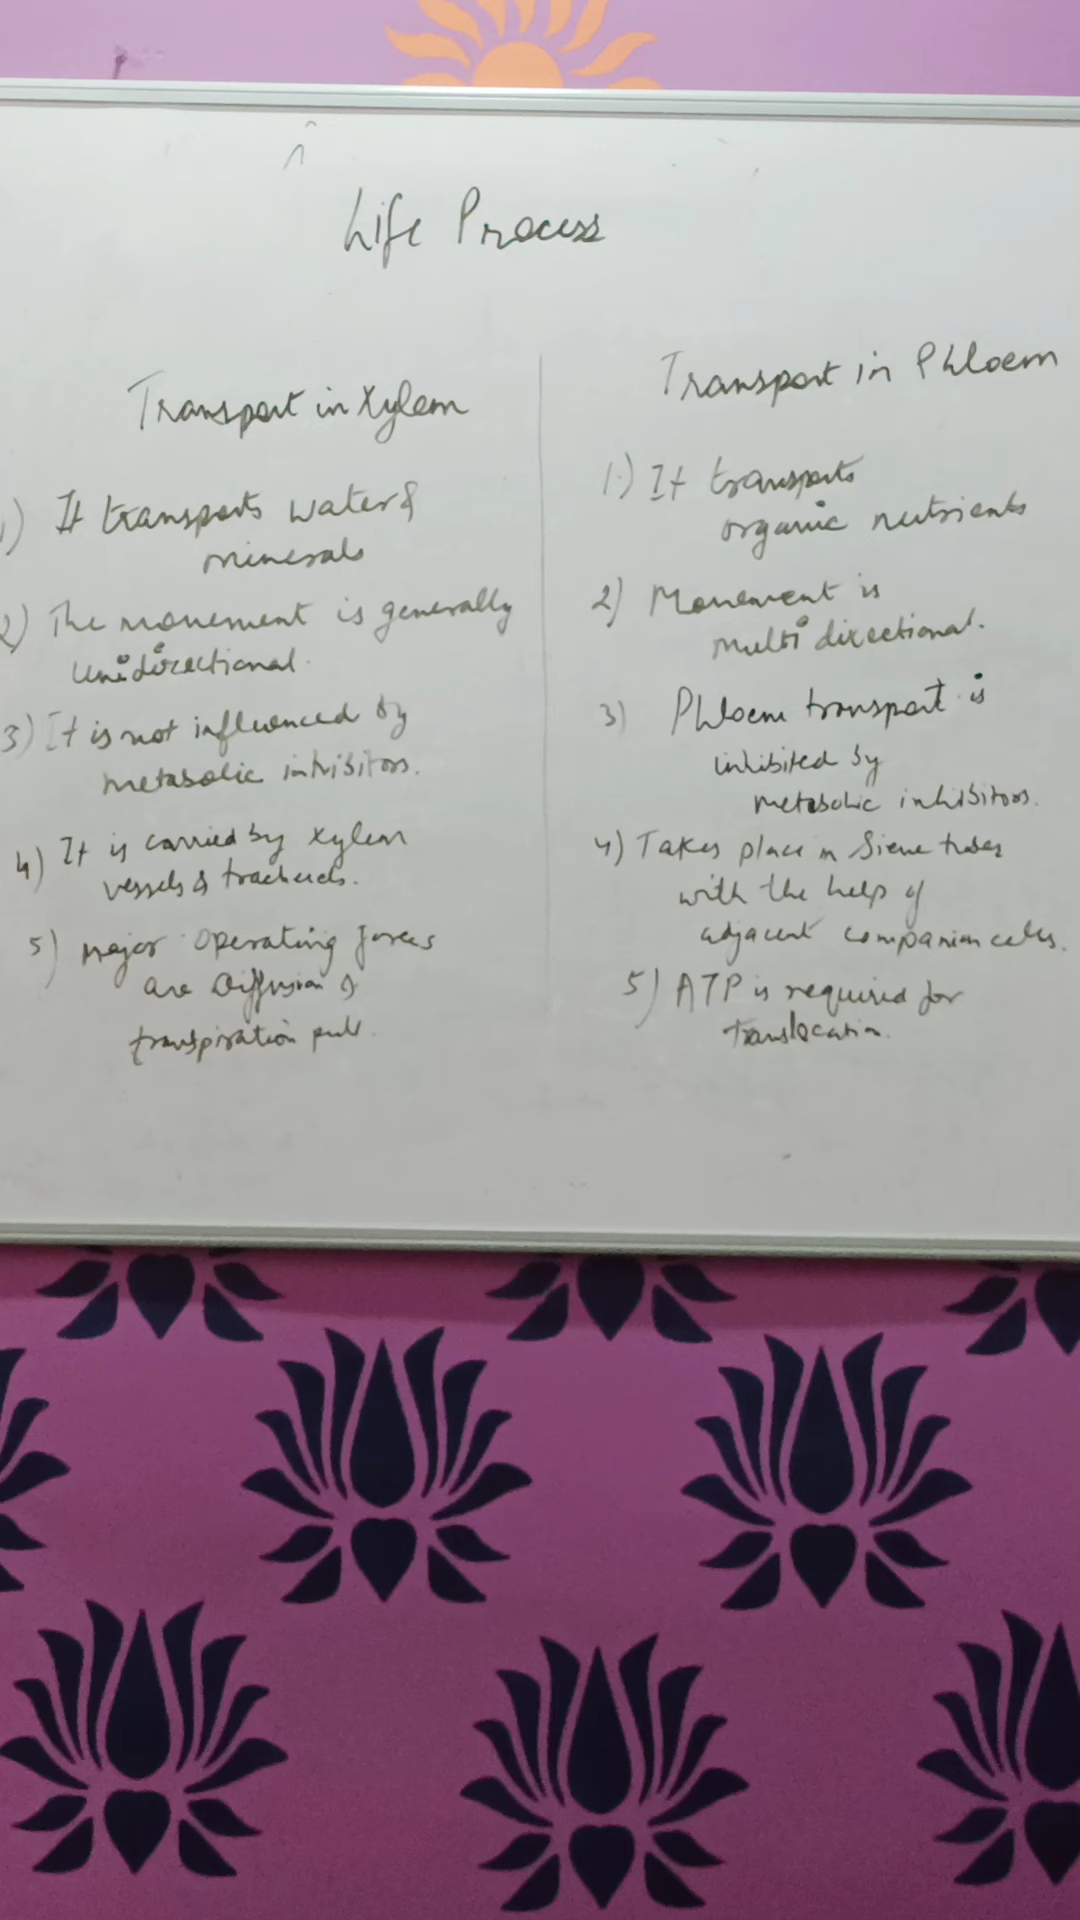 Life Process
Transport in Xylem
1) It transports water &
minerals
2) The movement is generally
unidirectional.
3) It is not influenced by
metabolic inhibitors.
4) It is carried by xylem
vessels & tracheids.
5) major operating forces
are Diffusion &
transpiration pull.
Transport in Phloem
1.) It transports
organic nutrients
2) Movement is
multi directional.
3) Phloem transport is
inhibited by
metabolic inhibitors.
4) Takes place in Sieve tubes
with the help of
adjacent companion cells.
5) ATP is required for
translocation.